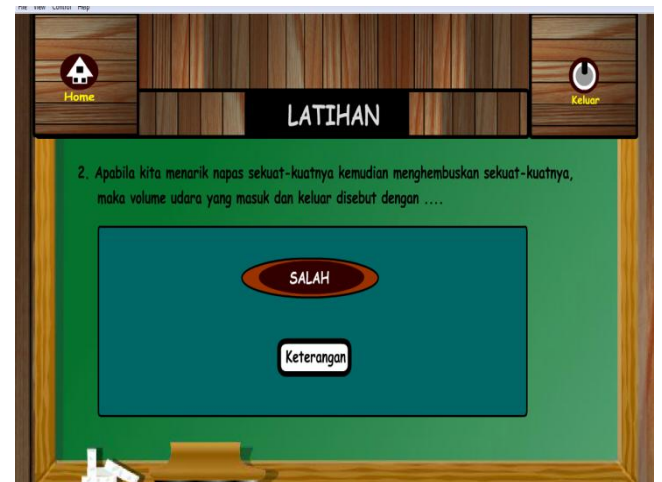 File View Control Help
Home
LATIHAN
Keluar
2. Apabila kita menarik napas sekuat-kuatnya kemudian menghembuskan sekuat-kuatnya,
maka volume udara yang masuk dan keluar disebut dengan ....
SALAH
Keterangan